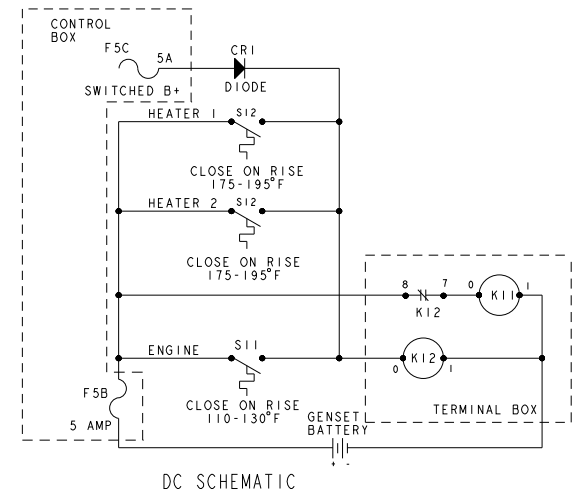 CONTROL
BOX
F5C
5A
SWITCHED B+
CR1
DIODE
HEATER 1
S12
CLOSE ON RISE
175-195°F
HEATER 2
S12
CLOSE ON RISE
175-195°F
8
7
0
K11
1
K12
ENGINE
S11
K12
0
1
CLOSE ON RISE
110-130°F
F5B
5 AMP
GENSET
BATTERY
+ -
TERMINAL BOX
DC SCHEMATIC